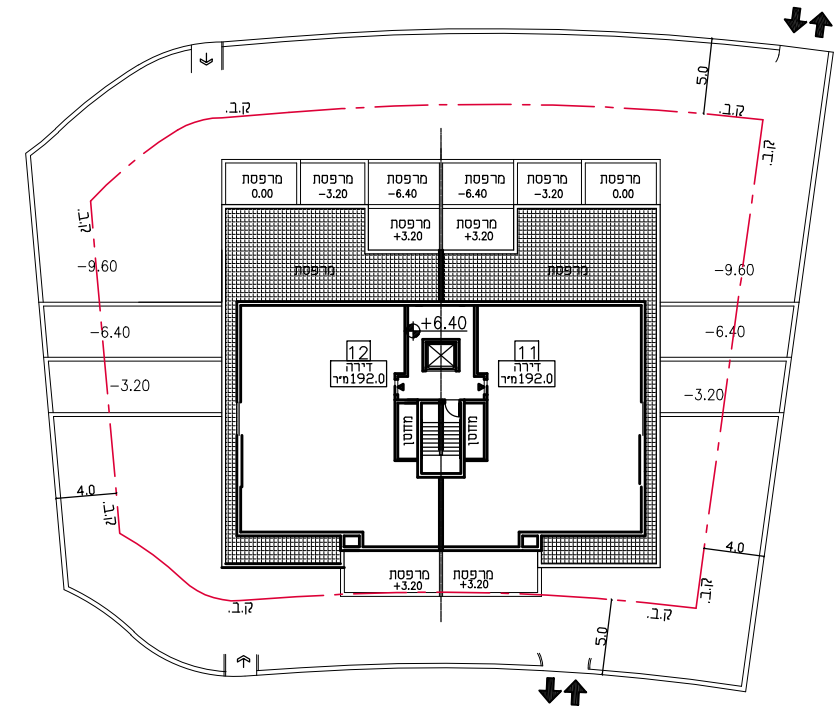 5.0
ק.ב.
ק.ב.
ק.ב.
ק.ב.
מרפסת
0.00
מרפסת
-3.20
מרפסת
-6.40
מרפסת
-6.40
מרפסת
-3.20
מרפסת
0.00
מרפסת
+3.20
מרפסת
+3.20
-9.60
מרפסת
מרפסת
-9.60
-6.40
+6.40
-6.40
12
דירה
192.0מ"ר
11
דירה
192.0מ"ר
-3.20
-3.20
מחסן
מחסן
4.0
ק.ב.
4.0
מרפסת
+3.20
מרפסת
+3.20
ק.ב.
ק.ב.
ק.ב.
5.0